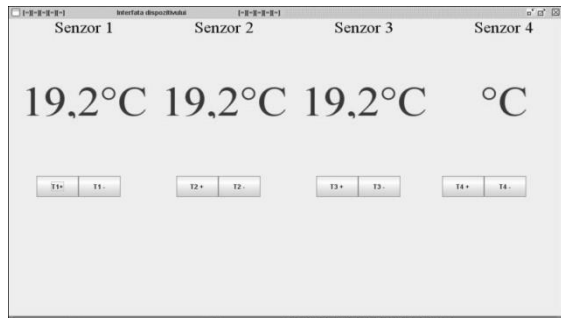 [-][-][-][-][-] Interfata dispozitivului [-][-][-][-][-]
Senzor 1 Senzor 2 Senzor 3 Senzor 4
19,2°C 19,2°C 19,2°C °C
T1+ T1 - T2 + T2 - T3 + T3 - T4 + T4 -